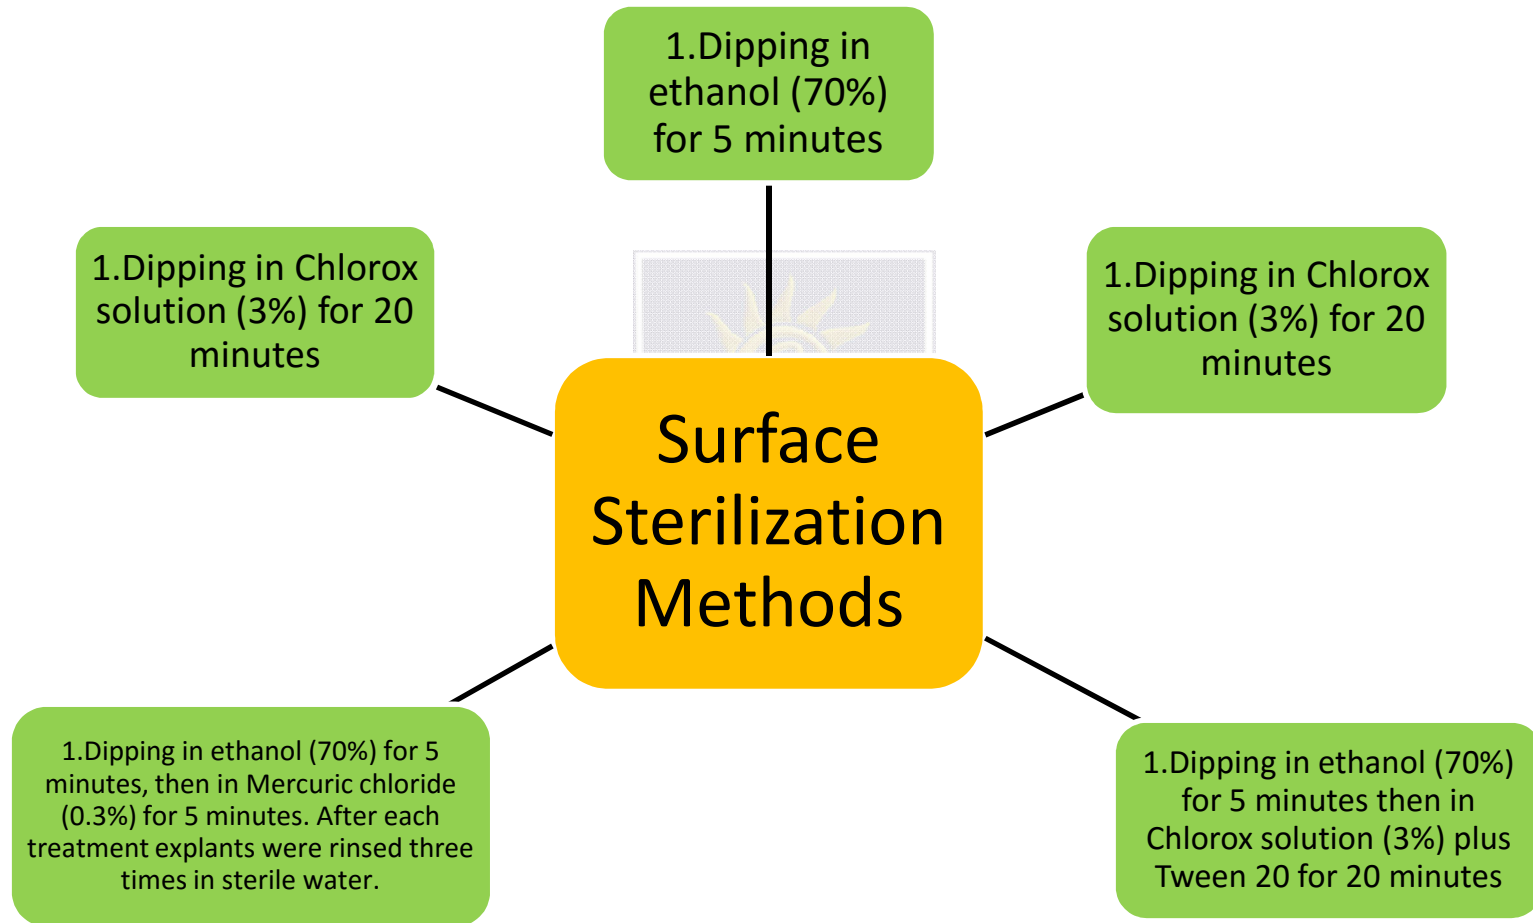 1.Dipping in
ethanol (70%)
for 5 minutes
1.Dipping in Chlorox
solution (3%) for 20
minutes
1.Dipping in Chlorox
solution (3%) for 20
minutes
Surface
Sterilization
Methods
1.Dipping in ethanol (70%) for 5
minutes, then in Mercuric chloride
(0.3%) for 5 minutes. After each
treatment explants were rinsed three
times in sterile water.
1.Dipping in ethanol (70%)
for 5 minutes then in
Chlorox solution (3%) plus
Tween 20 for 20 minutes